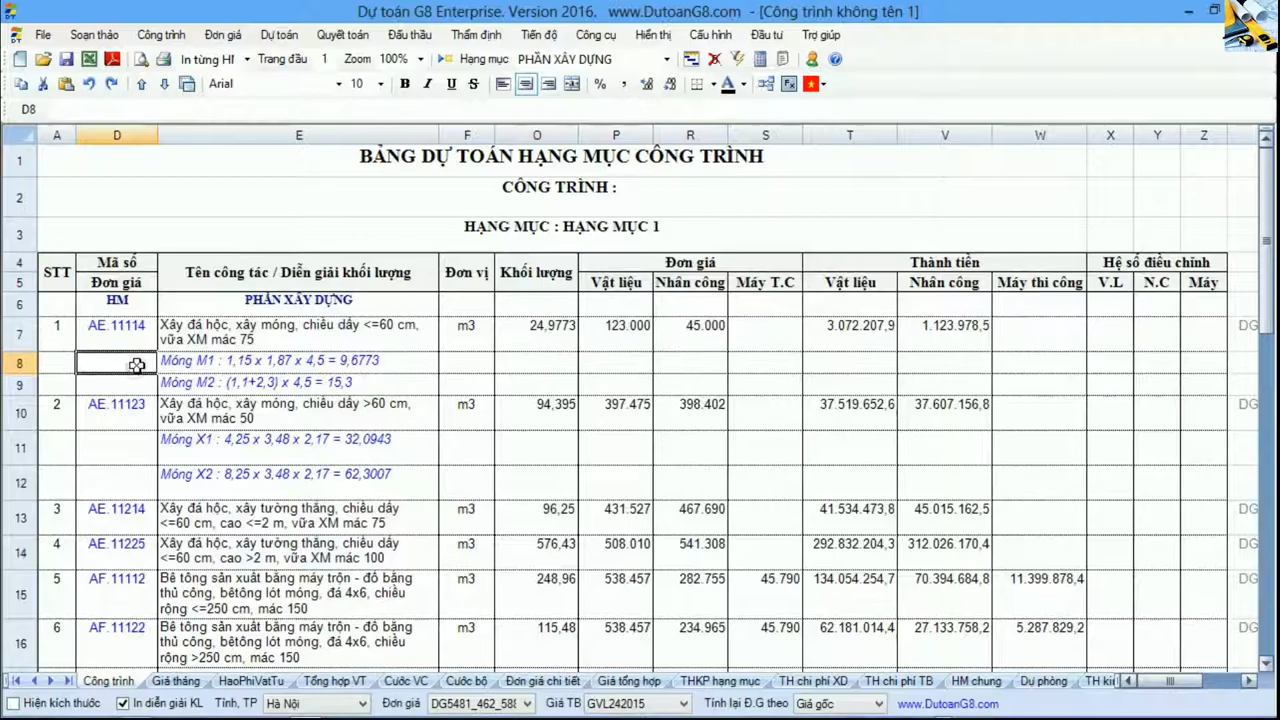 Dự toán G8 Enterprise. Version 2016. www.DutoanG8.com - [Công trình không tên 1]
File Soạn thảo Công trình Đơn giá Dự toán Quyết toán Đấu thầu Thẩm định Tiến độ Công cụ Hiển thị Cấu hình Đầu tư Trợ giúp
In từng HM Trang đầu 1 Zoom 100% Hạng mục PHẦN XÂY DỰNG
Arial 10 B I U S % ,
D8
A D E F O P R S T V W X Y Z
1 BẢNG DỰ TOÁN HẠNG MỤC CÔNG TRÌNH
2 CÔNG TRÌNH :
3 HẠNG MỤC : HẠNG MỤC 1
4 STT Mã số Tên công tác / Diễn giải khối lượng Đơn vị Khối lượng Đơn giá Thành tiền Hệ số điều chỉnh
5 Đơn giá Vật liệu Nhân công Máy T.C Vật liệu Nhân công Máy thi công V.L N.C Máy
6 HM PHẦN XÂY DỰNG
7 1 AE.11114 Xây đá hộc, xây móng, chiều dầy <=60 cm, m3 24,9773 123.000 45.000 3.072.207,9 1.123.978,5 DG
vữa XM mác 75
8 Móng M1 : 1,15 x 1,87 x 4,5 = 9,6773
9 Móng M2 : (1,1+2,3) x 4,5 = 15,3
10 2 AE.11123 Xây đá hộc, xây móng, chiều dầy >60 cm, m3 94,395 397.475 398.402 37.519.652,6 37.607.156,8 DG
vữa XM mác 50
11 Móng X1 : 4,25 x 3,48 x 2,17 = 32,0943
12 Móng X2 : 8,25 x 3,48 x 2,17 = 62,3007
13 3 AE.11214 Xây đá hộc, xây tường thẳng, chiều dầy m3 96,25 431.527 467.690 41.534.473,8 45.015.162,5 DG
<=60 cm, cao <=2 m, vữa XM mác 75
14 4 AE.11225 Xây đá hộc, xây tường thẳng, chiều dầy m3 576,43 508.010 541.308 292.832.204,3 312.026.170,4 DG
<=60 cm, cao >2 m, vữa XM mác 100
15 5 AF.11112 Bê tông sản xuất bằng máy trộn - đổ bằng m3 248,96 538.457 282.755 45.790 134.054.254,7 70.394.684,8 11.399.878,4 DG
thủ công, bêtông lót móng, đá 4x6, chiều
rộng <=250 cm, mác 150
16 6 AF.11122 Bê tông sản xuất bằng máy trộn - đổ bằng m3 115,48 538.457 234.965 45.790 62.181.014,4 27.133.758,2 5.287.829,2 DG
thủ công, bêtông lót móng, đá 4x6, chiều
rộng >250 cm, mác 150
Công trình Giá tháng HaoPhiVatTu Tổng hợp VT Cước VC Cước bộ Đơn giá chi tiết Giá tổng hợp THKP hạng mục TH chi phí XD TH chi phí TB HM chung Dự phòng TH
Hiện kích thước In diễn giải KL Tỉnh, TP Hà Nội Đơn giá DG5481_462_588 Giá TB GVL242015 Tính lại Đ.G theo Giá gốc www.DutoanG8.com